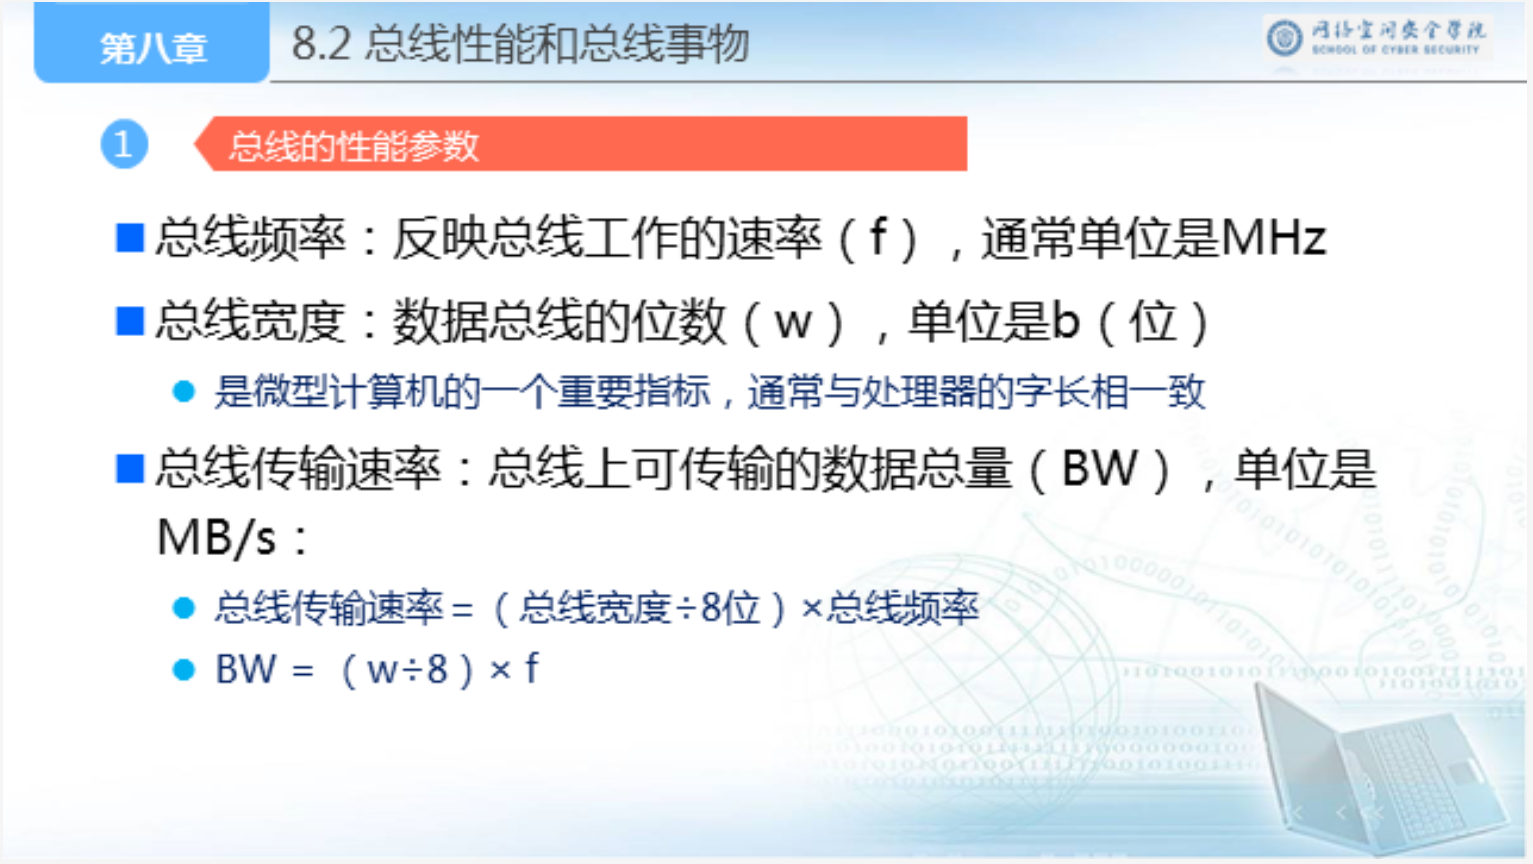 第八章
8.2 总线性能和总线事物
网络空间安全学院
SCHOOL OF CYBER SECURITY
1
总线的性能参数
总线频率：反映总线工作的速率（f），通常单位是MHz
总线宽度：数据总线的位数（w），单位是b（位）
是微型计算机的一个重要指标，通常与处理器的字长相一致
总线传输速率：总线上可传输的数据总量（BW），单位是
MB/s：
总线传输速率＝（总线宽度÷8位）×总线频率
BW ＝（w÷8）× f